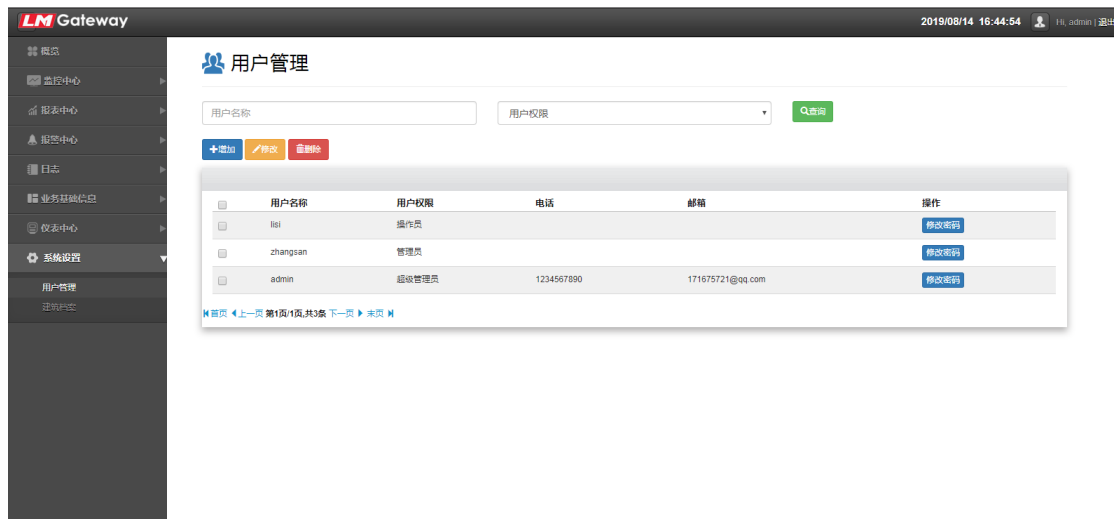 LM Gateway
2019/08/14 16:44:54 Hi, admin | 退出
概览
监控中心
报表中心
报警中心
日志
业务基础信息
仪表中心
系统设置
用户管理
建筑档案
用户管理
用户名称 用户权限 查询
增加 修改 删除
用户名称 用户权限 电话 邮箱 操作
lisi 操作员 修改密码
zhangsan 管理员 修改密码
admin 超级管理员 1234567890 171675721@qq.com 修改密码
首页 上一页 第1页/1页,共3条 下一页 末页